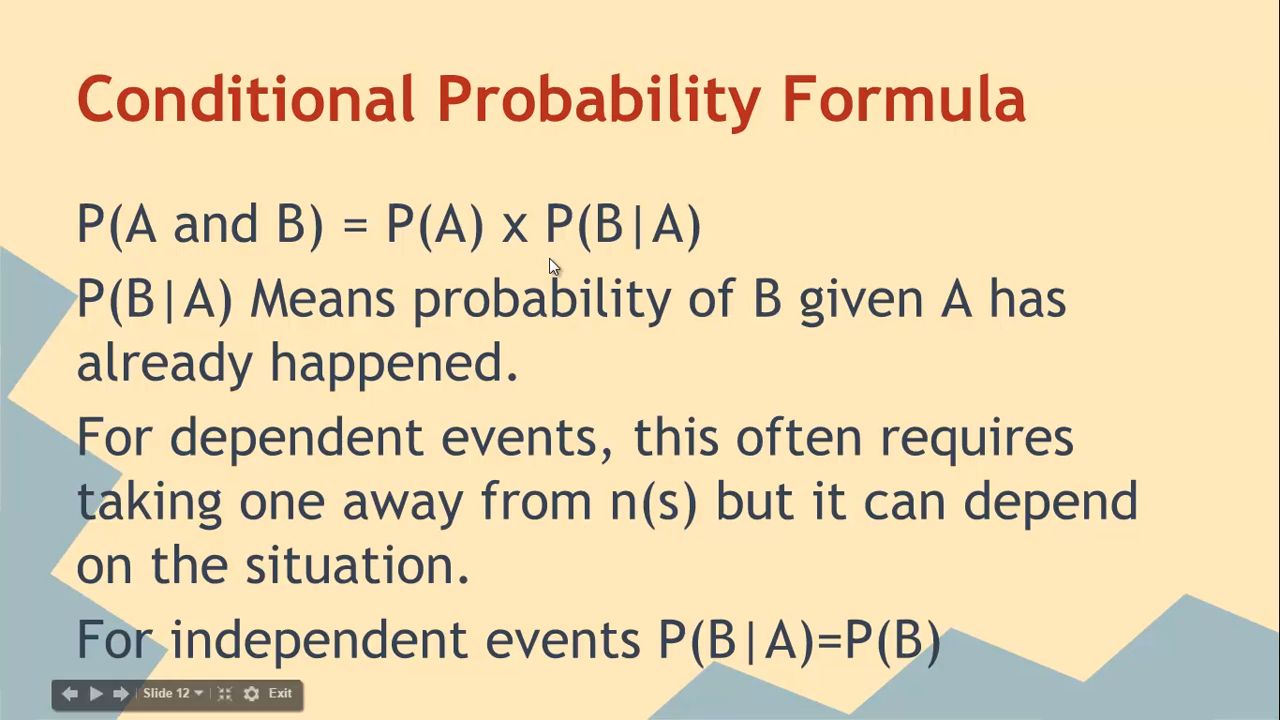 Conditional Probability Formula
P(A and B) = P(A) x P(B|A)
P(B|A) Means probability of B given A has
already happened.
For dependent events, this often requires
taking one away from n(s) but it can depend
on the situation.
For independent events P(B|A)=P(B)
Slide 12 Exit